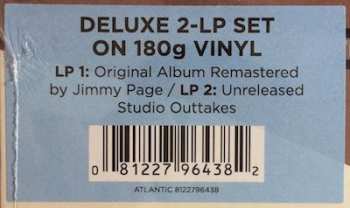 DELUXE 2-LP SET
ON 180g VINYL
LP 1: Original Album Remastered
by Jimmy Page / LP 2: Unreleased
Studio Outtakes
0 81227 96438 2
ATLANTIC 8122796438